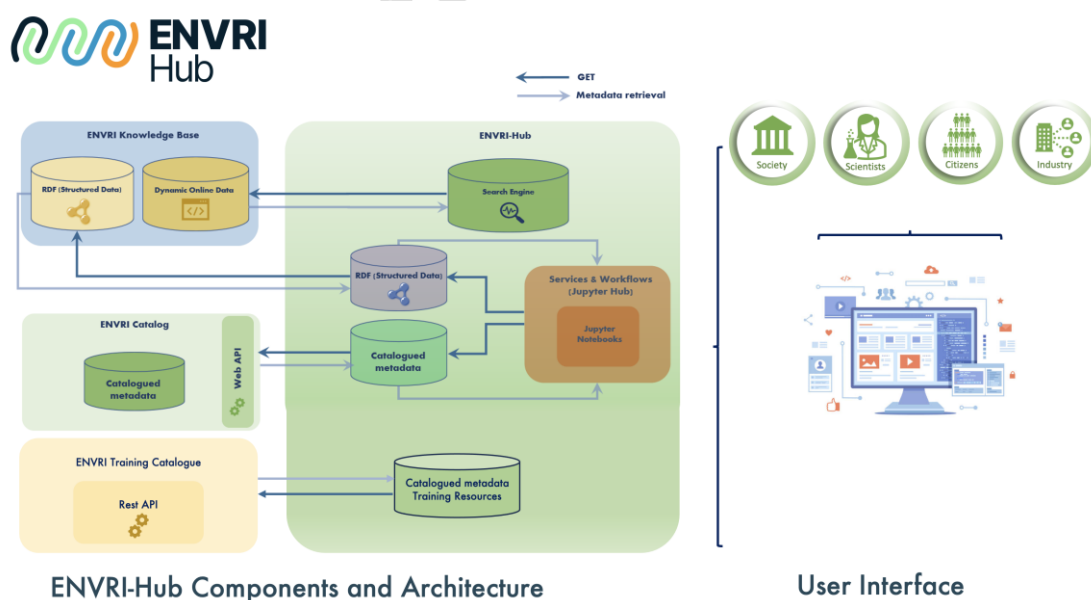 ENVRI
Hub
GET
Metadata retrieval
ENVRI Knowledge Base
RDF (Structured Data)
Dynamic Online Data
</>
ENVRI-Hub
Search Engine
RDF (Structured Data)
Services & Workflows
(Jupyter Hub)
Jupyter
Notebooks
ENVRI Catalog
Catalogued
metadata
Web API
Catalogued
metadata
ENVRI Training Catalogue
Rest API
Catalogued metadata
Training Resources
Society
Scientists
Citizens
Industry
</>
ENVRI-Hub Components and Architecture
User Interface